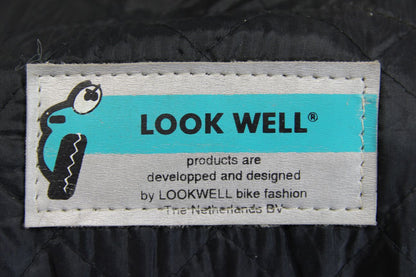 LOOK WELL®
products are
developped and designed
by LOOKWELL bike fashion
The Netherlands BV